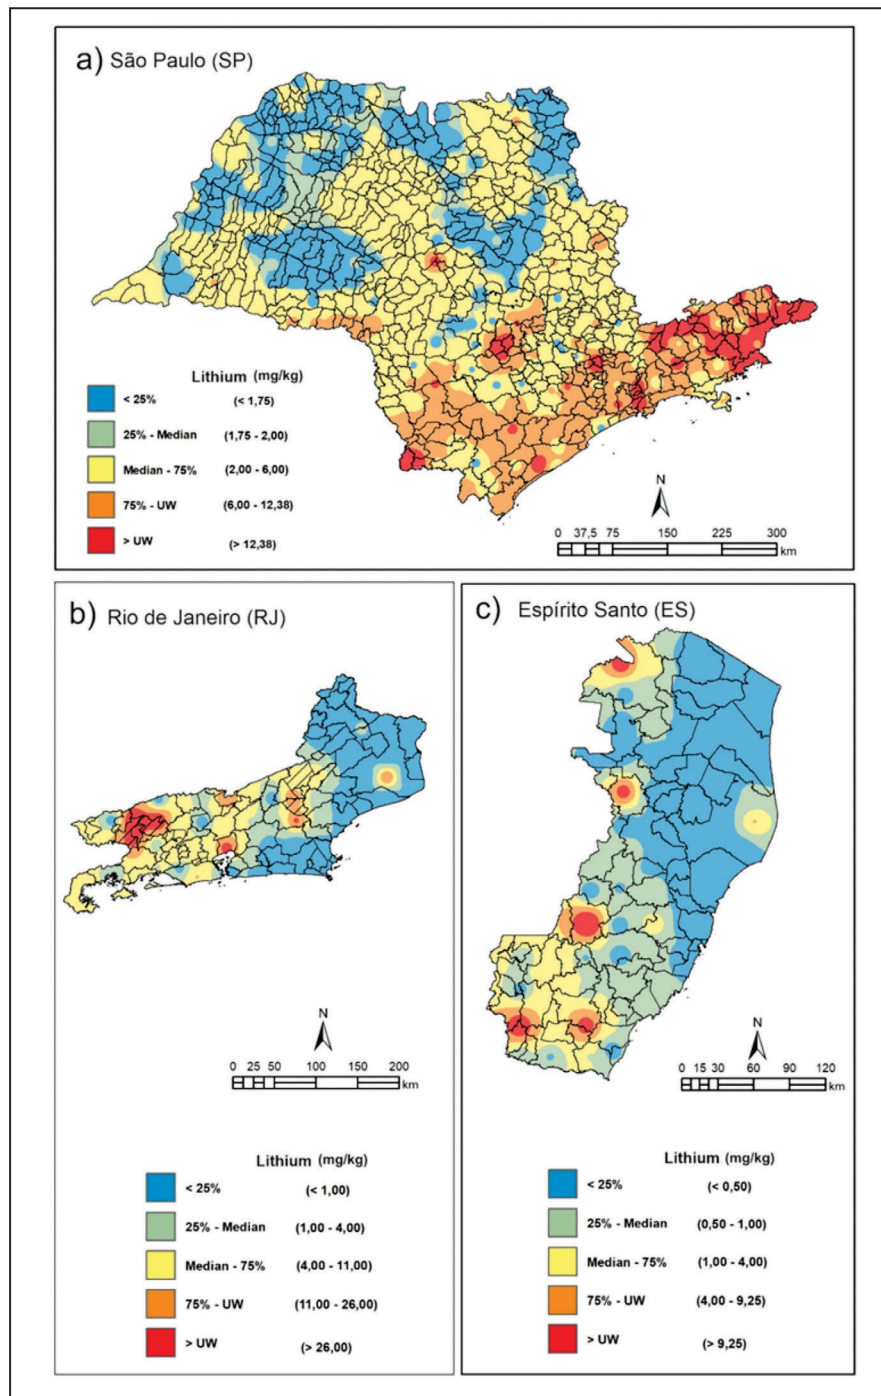 a) São Paulo (SP)
Lithium (mg/kg)
< 25% (< 1,75)
25% - Median (1,75 - 2,00)
Median - 75% (2,00 - 6,00)
75% - UW (6,00 - 12,38)
> UW (> 12,38)
N
0 37,5 75 150 225 300
km
b) Rio de Janeiro (RJ)
N
0 25 50 100 150 200
km
Lithium (mg/kg)
< 25% (< 1,00)
25% - Median (1,00 - 4,00)
Median - 75% (4,00 - 11,00)
75% - UW (11,00 - 26,00)
> UW (> 26,00)
c) Espírito Santo (ES)
N
0 15 30 60 90 120
km
Lithium (mg/kg)
< 25% (< 0,50)
25% - Median (0,50 - 1,00)
Median - 75% (1,00 - 4,00)
75% - UW (4,00 - 9,25)
> UW (> 9,25)